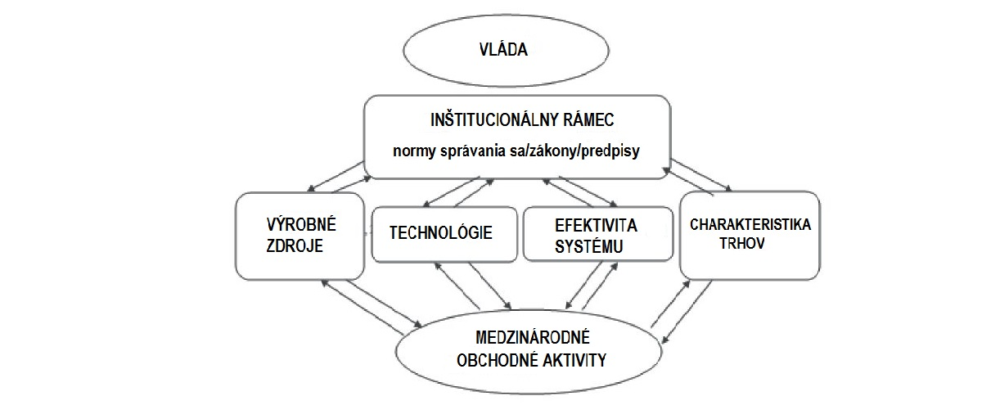 VLÁDA
INŠTITUCIONÁLNY RÁMEC
normy správania sa/zákony/predpisy
VÝROBNÉ
ZDROJE
TECHNOLÓGIE
EFEKTIVITA
SYSTÉMU
CHARAKTERISTIKA
TRHOV
MEDZINÁRODNÉ
OBCHODNÉ AKTIVITY